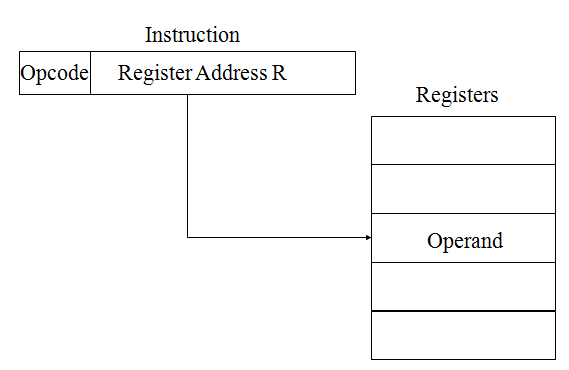 Instruction
Opcode Register Address R
Registers
Operand